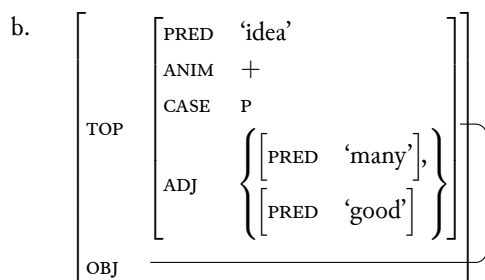 b.
PRED ‘idea’
ANIM +
CASE P
TOP
[PRED ‘many’],
ADJ
[PRED ‘good’]
OBJ